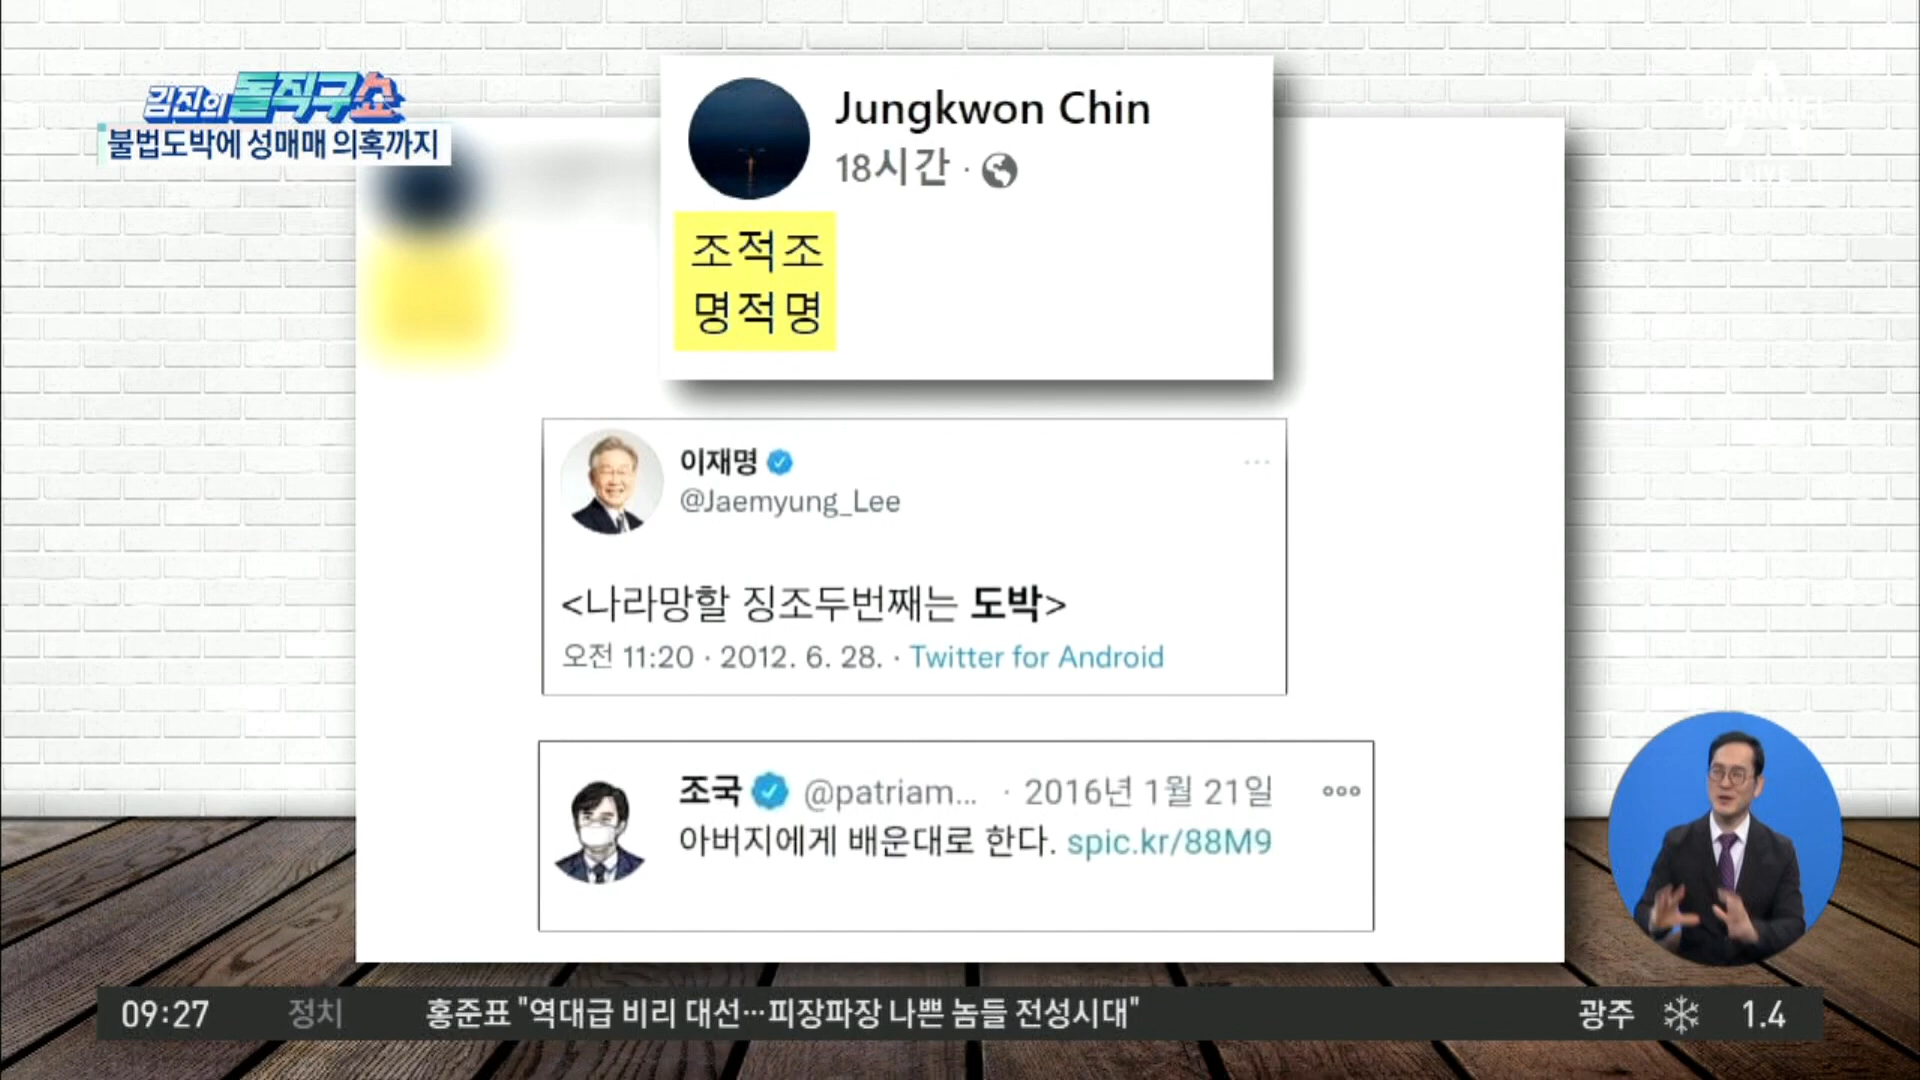 김진의 돌직구쇼
불법도박에 성매매 의혹까지
CHANNEL A
LIVE
Jungkwon Chin
18시간 ·
조적조
명적명
이재명
@Jaemyung_Lee
<나라망할 징조두번째는 도박>
오전 11:20 · 2012. 6. 28. · Twitter for Android
조국 @patriam... · 2016년 1월 21일
아버지에게 배운대로 한다. spic.kr/88M9
09:27 정치 홍준표 "역대급 비리 대선…피장파장 나쁜 놈들 전성시대" 광주 1.4